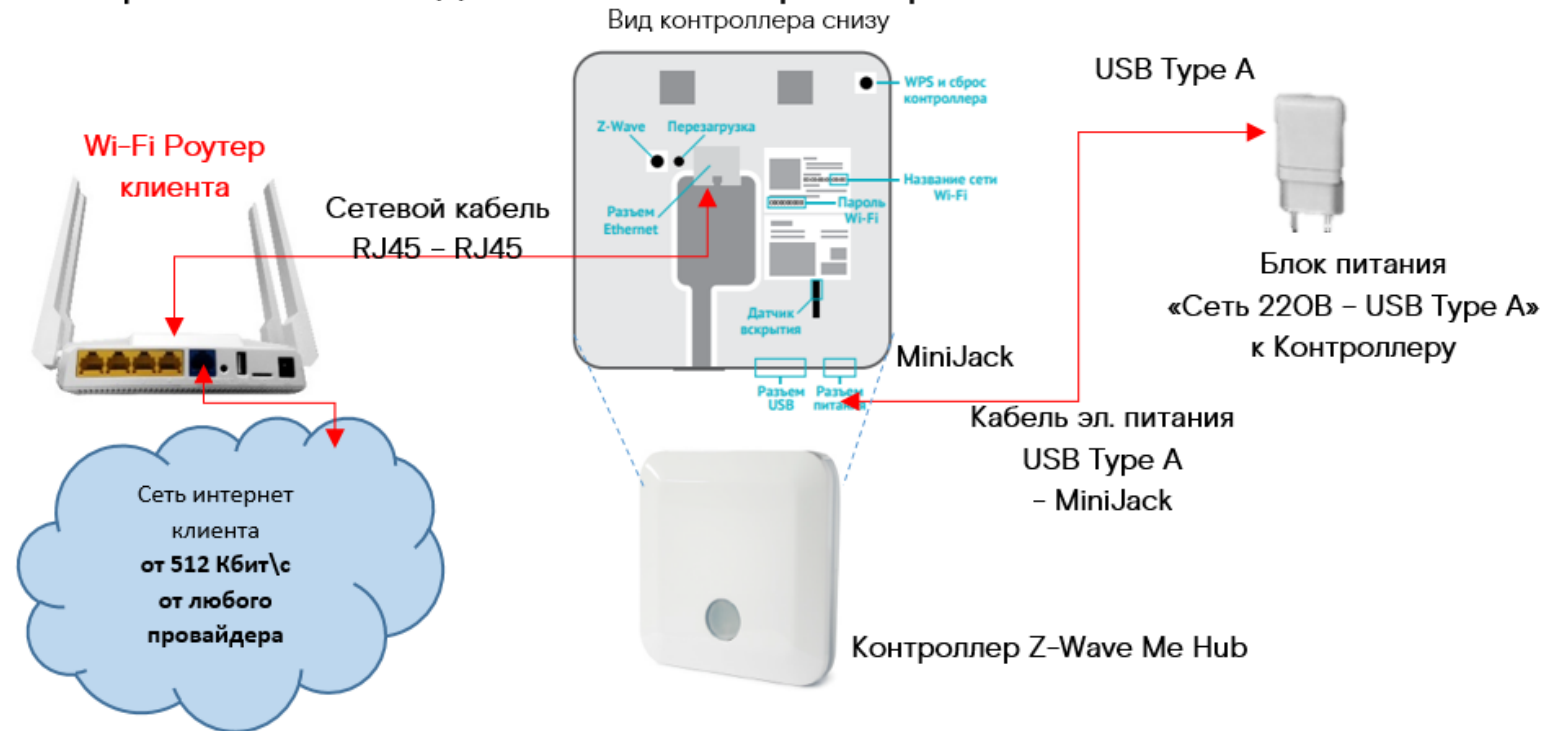 Вид контроллера снизу
USB Type A
WPS и сброс
контроллера
Z-Wave
Перезагрузка
Wi-Fi Роутер
клиента
Название сети
Wi-Fi
Пароль
Wi-Fi
Сетевой кабель
RJ45 – RJ45
Разъем
Ethernet
Блок питания
«Сеть 220В – USB Type A»
к Контроллеру
Датчик
вскрытия
MiniJack
Разъем
USB
Разъем
питания
Кабель эл. питания
USB Type A
– MiniJack
Сеть интернет
клиента
от 512 Кбит\с
от любого
провайдера
Контроллер Z-Wave Me Hub